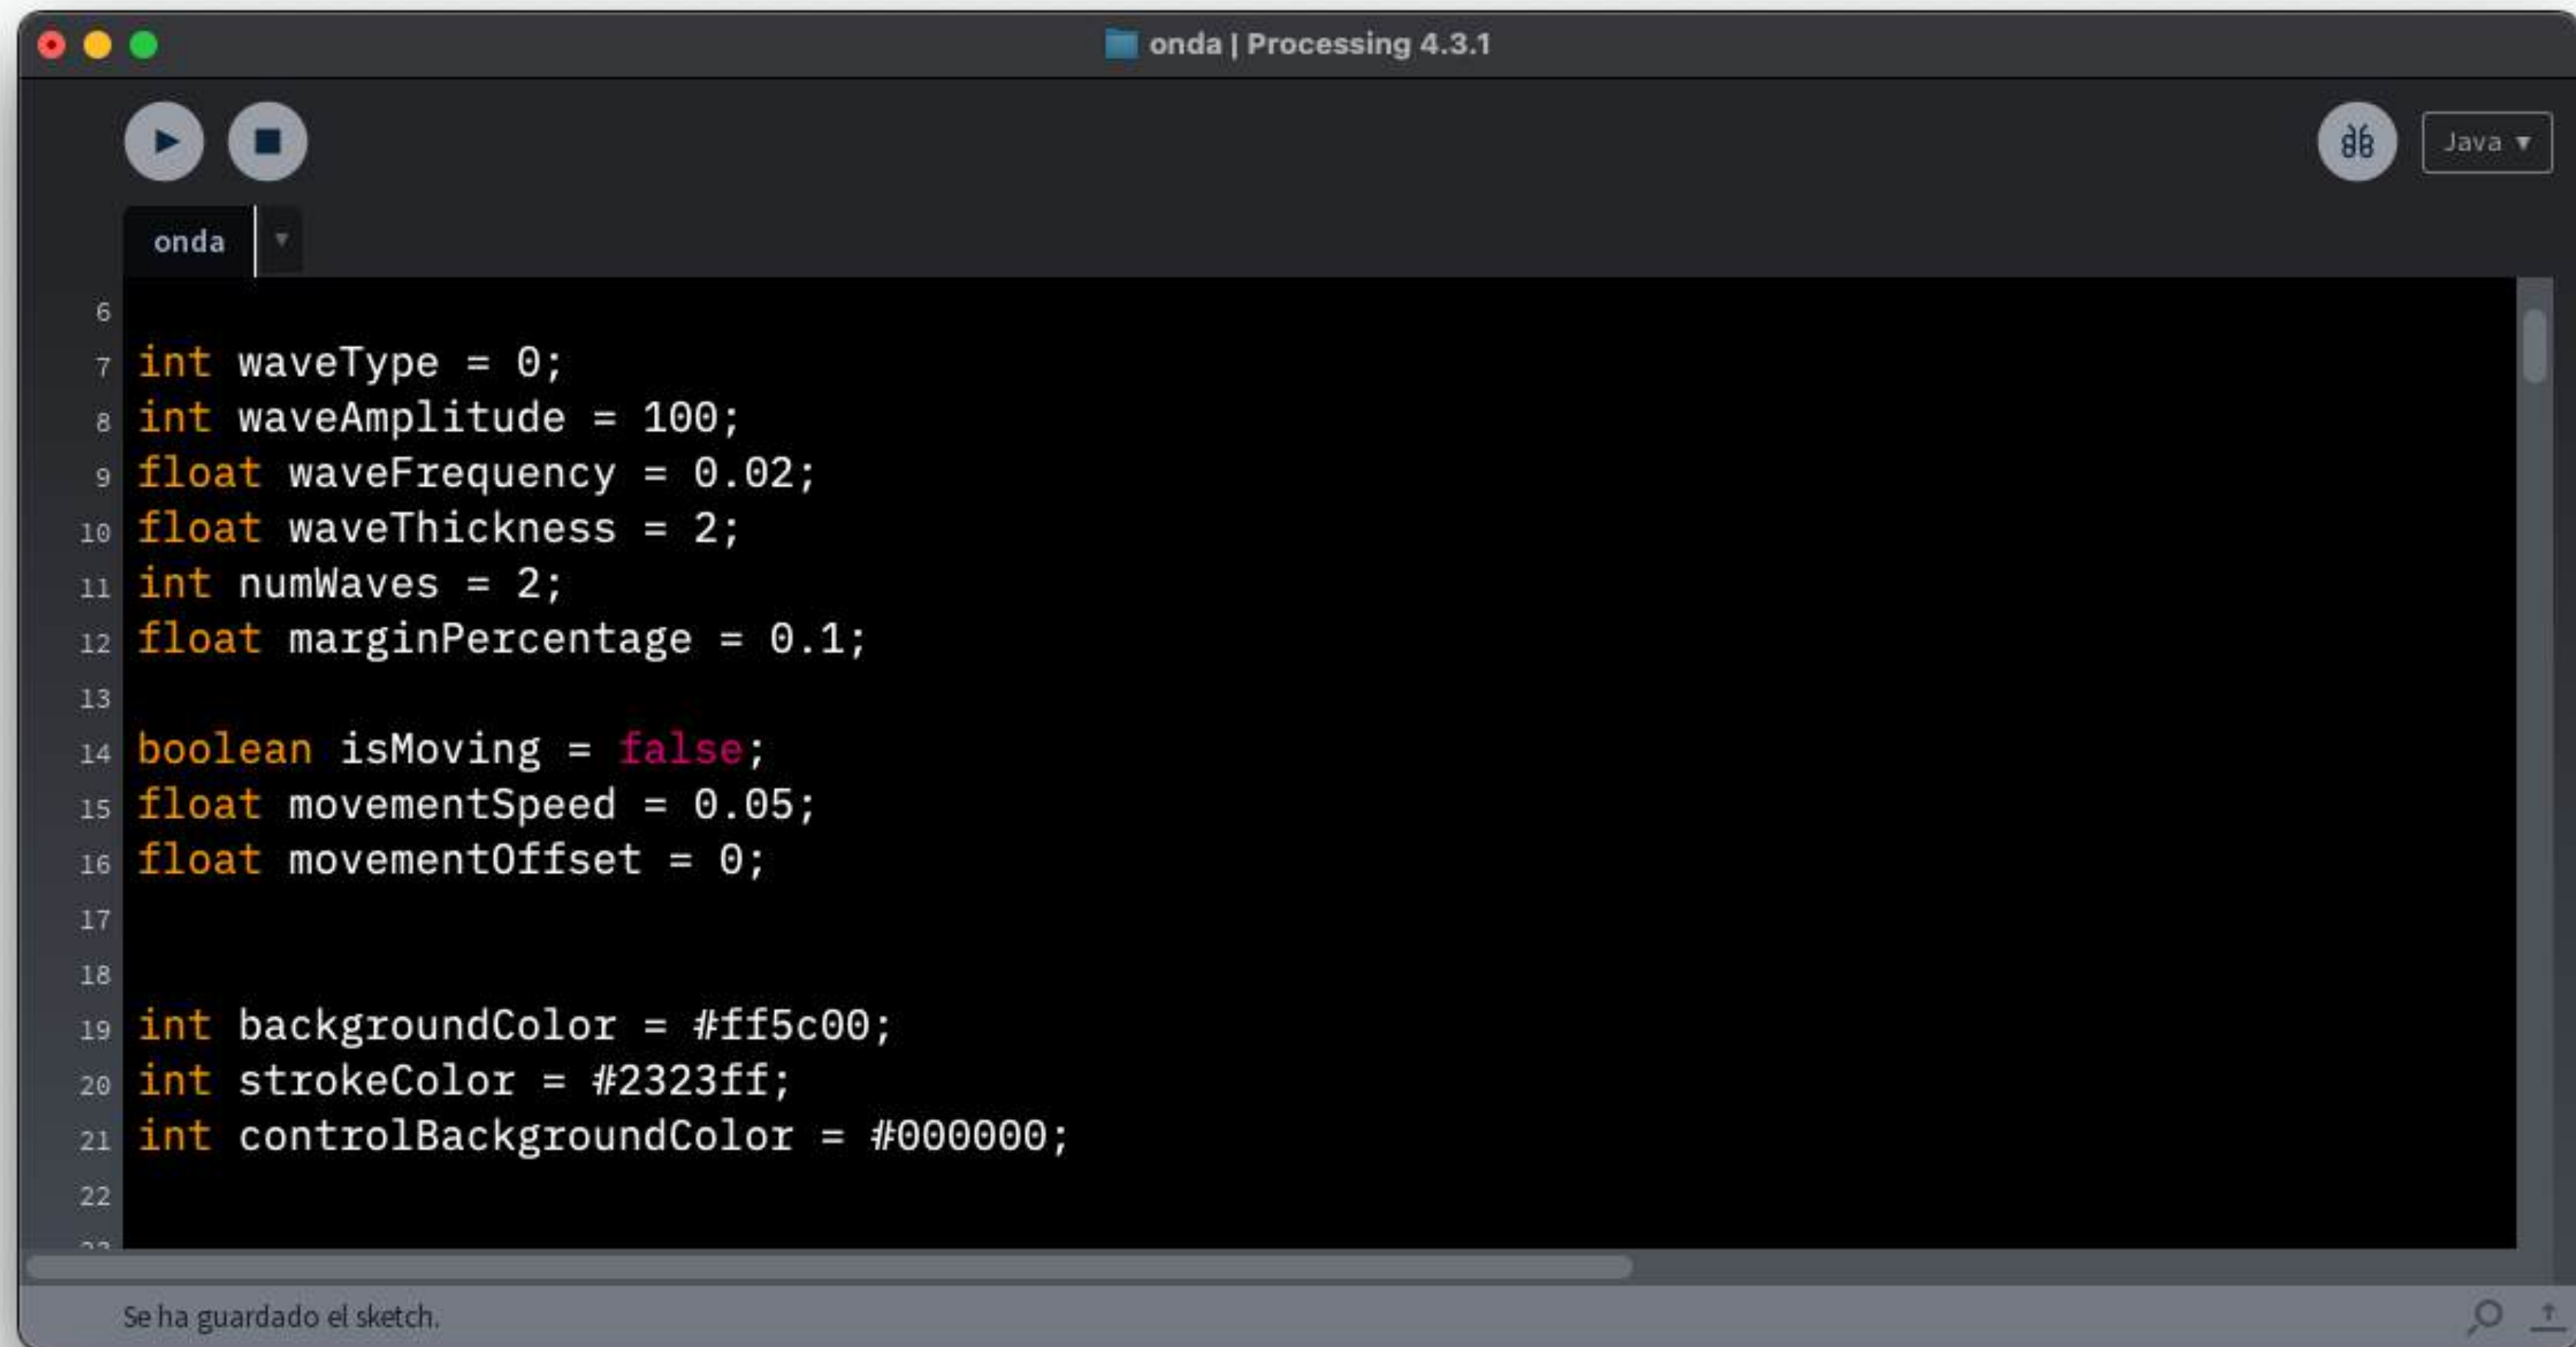 onda | Processing 4.3.1
Java
onda
6
7 int waveType = 0;
8 int waveAmplitude = 100;
9 float waveFrequency = 0.02;
10 float waveThickness = 2;
11 int numWaves = 2;
12 float marginPercentage = 0.1;
13
14 boolean isMoving = false;
15 float movementSpeed = 0.05;
16 float movementOffset = 0;
17
18
19 int backgroundColor = #ff5c00;
20 int strokeColor = #2323ff;
21 int controlBackgroundColor = #000000;
22
Se ha guardado el sketch.